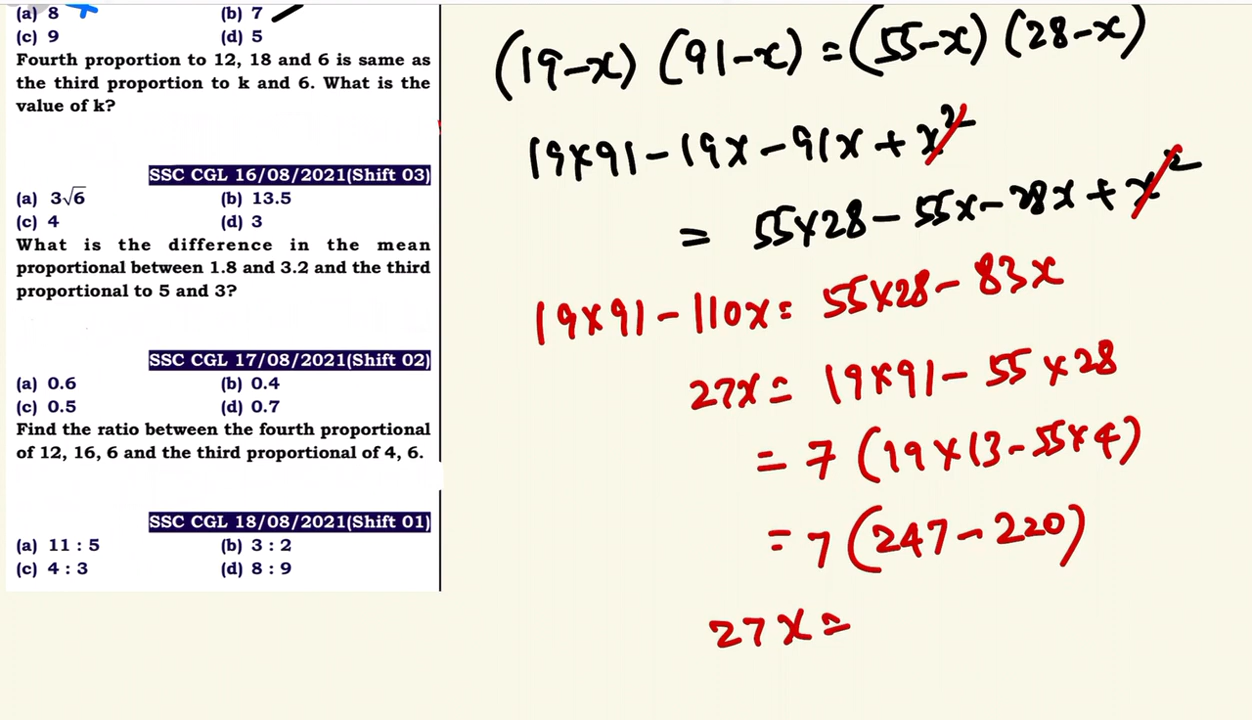 (a) 8 (b) 7
(c) 9 (d) 5
Fourth proportion to 12, 18 and 6 is same as
the third proportion to k and 6. What is the
value of k?
SSC CGL 16/08/2021(Shift 03)
(a) 3√6 (b) 13.5
(c) 4 (d) 3
What is the difference in the mean
proportional between 1.8 and 3.2 and the third
proportional to 5 and 3?
SSC CGL 17/08/2021(Shift 02)
(a) 0.6 (b) 0.4
(c) 0.5 (d) 0.7
Find the ratio between the fourth proportional
of 12, 16, 6 and the third proportional of 4, 6.
SSC CGL 18/08/2021(Shift 01)
(a) 11 : 5 (b) 3 : 2
(c) 4 : 3 (d) 8 : 9
(19-x) (91-x) = (55-x) (28-x)
19×91 - 19x - 91x + x²
= 55×28 - 55x - 28x + x²
19×91 - 110x = 55×28 - 83x
27x = 19×91 - 55×28
= 7 (19×13 - 55×4)
= 7 (247 - 220)
27x =